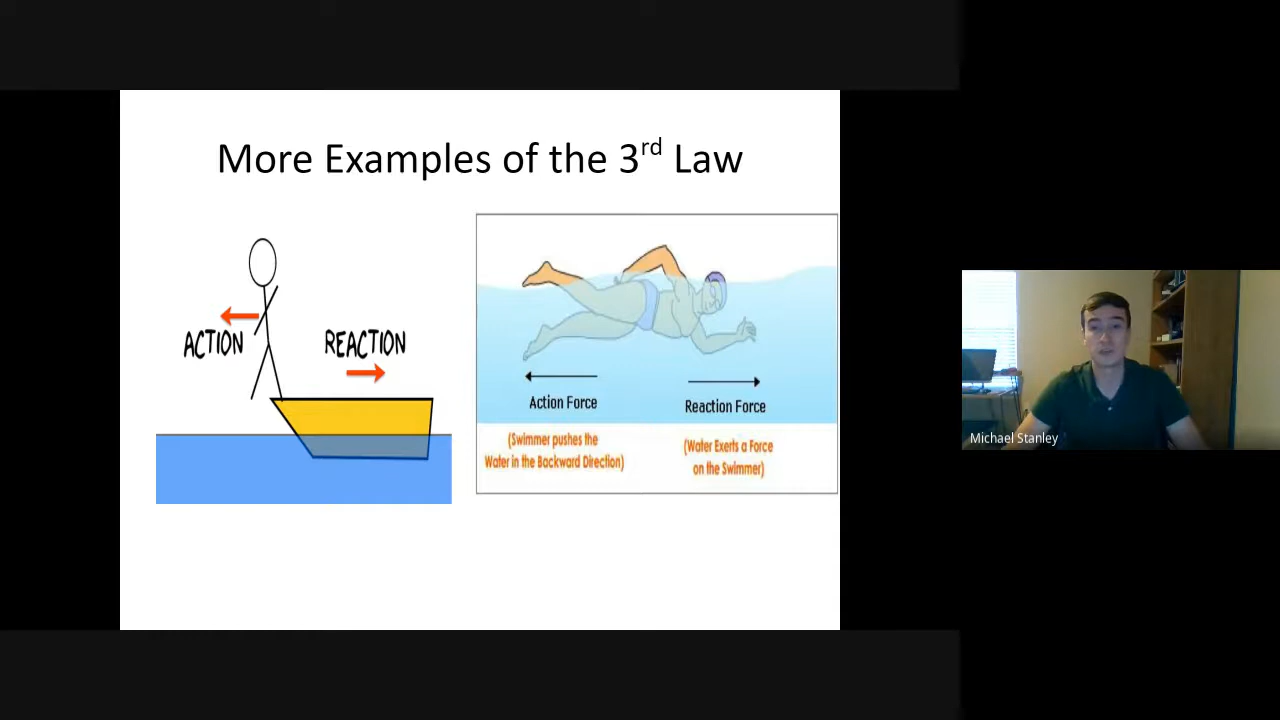 More Examples of the 3rd Law
ACTION
REACTION
Action Force
Reaction Force
(Swimmer pushes the
Water in the Backward Direction)
(Water Exerts a Force
on the Swimmer)
Michael Stanley